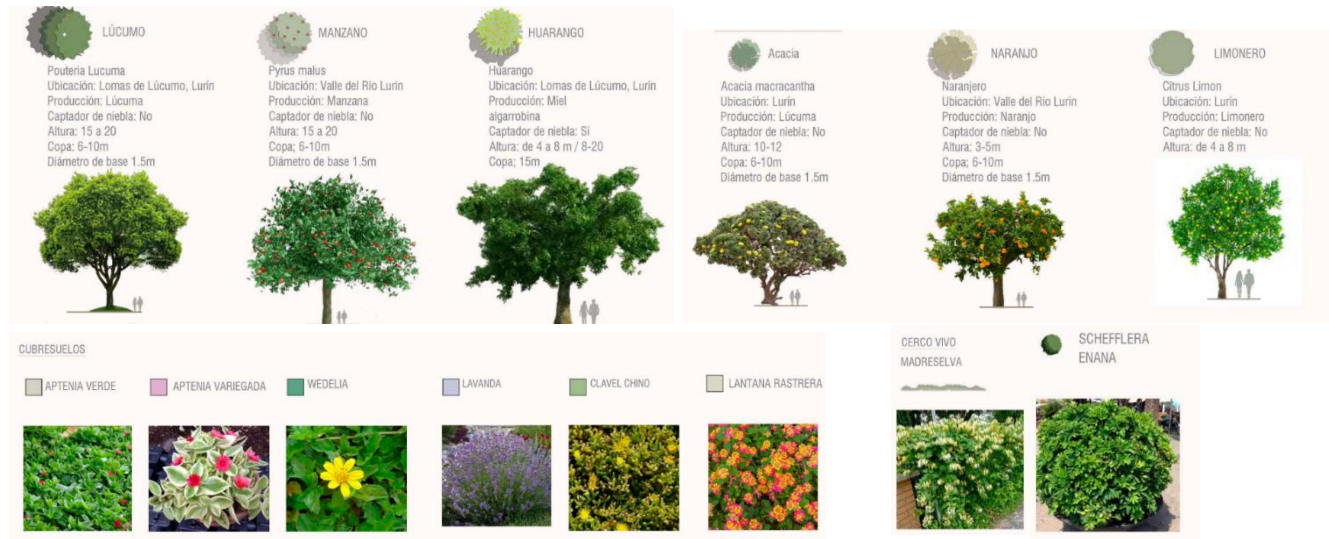 LÚCUMO
Pouteria Lucuma
Ubicación: Lomas de Lúcumo, Lurín
Producción: Lúcuma
Captador de niebla: No
Altura: 15 a 20
Copa: 6-10m
Diámetro de base 1.5m
MANZANO
Pyrus malus
Ubicación: Valle del Río Lurin
Producción: Manzana
Captador de niebla: No
Altura: 15 a 20
Copa; 6-10m
Diámetro de base 1.5m
HUARANGO
Huarango
Ubicación: Lomas de Lúcumo, Lurín
Producción: Miel
algarrobina
Captador de niebla: Si
Altura: de 4 a 8 m / 8-20
Copa; 15m
Acacia
Acacia macracantha
Ubicación: Lurín
Producción: Lúcuma
Captador de niebla: No
Altura: 10-12
Copa: 6-10m
Diámetro de base 1.5m
NARANJO
Naranjero
Ubicación: Valle del Río Lurin
Producción: Naranjo
Captador de niebla: No
Altura: 3-5m
Copa; 6-10m
Diámetro de base 1.5m
LIMONERO
Citrus Limon
Ubicación: Lurín
Producción: Limonero
Captador de niebla: No
Altura: de 4 a 8 m
CUBRESUELOS
APTENIA VERDE
APTENIA VARIEGADA
WEDELIA
LAVANDA
CLAVEL CHINO
LANTANA RASTRERA
CERCO VIVO
MADRESELVA
SCHEFFLERA
ENANA